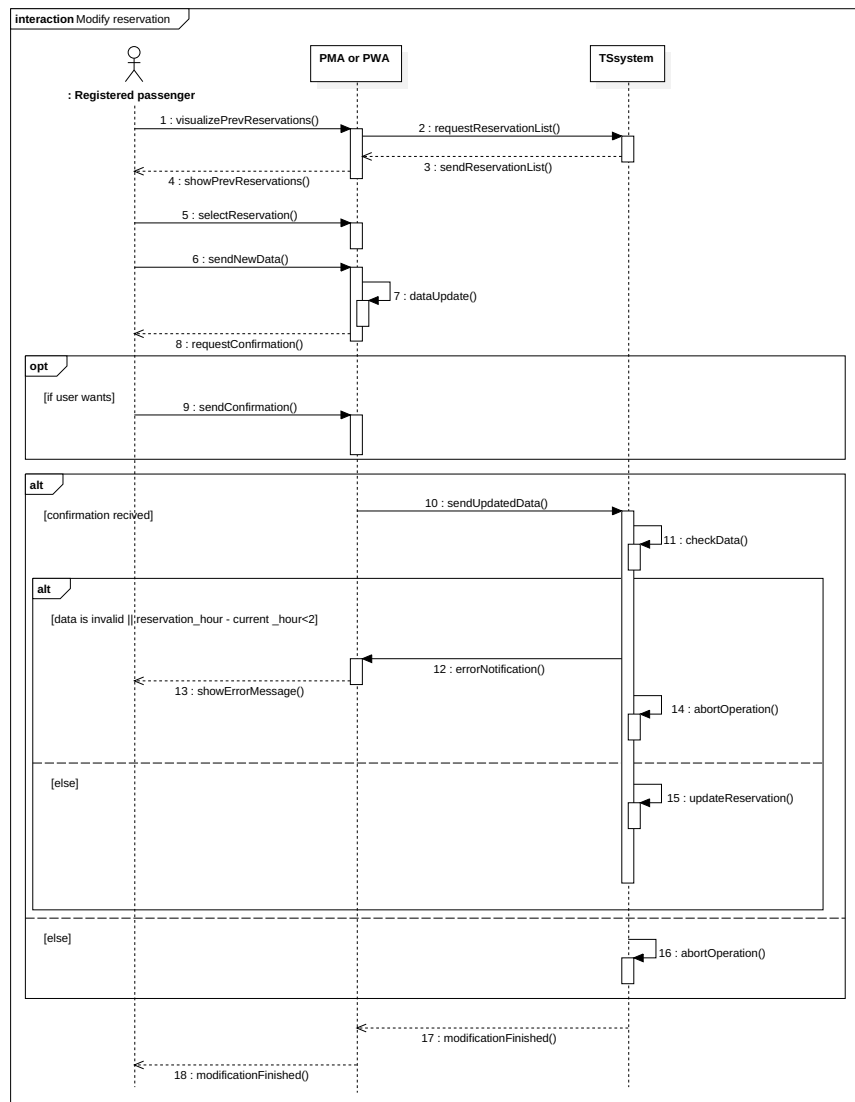 interaction Modify reservation
PMA or PWA
TSsystem
: Registered passenger
1 : visualizePrevReservations()
2 : requestReservationList()
3 : sendReservationList()
4 : showPrevReservations()
5 : selectReservation()
6 : sendNewData()
7 : dataUpdate()
8 : requestConfirmation()
opt
[if user wants]
9 : sendConfirmation()
alt
10 : sendUpdatedData()
[confirmation recived]
11 : checkData()
alt
[data is invalid || reservation_hour - current _hour<2]
12 : errorNotification()
13 : showErrorMessage()
14 : abortOperation()
[else]
15 : updateReservation()
[else]
16 : abortOperation()
17 : modificationFinished()
18 : modificationFinished()